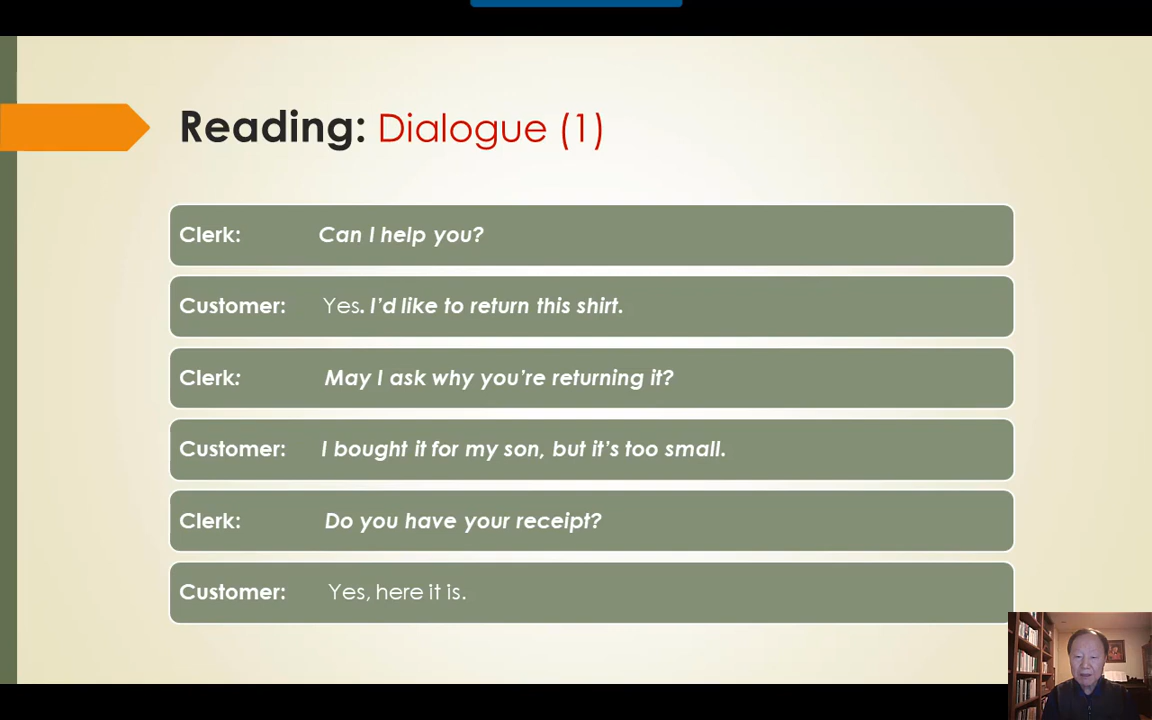 Reading: Dialogue (1)
Clerk: Can I help you?
Customer: Yes. I’d like to return this shirt.
Clerk: May I ask why you’re returning it?
Customer: I bought it for my son, but it’s too small.
Clerk: Do you have your receipt?
Customer: Yes, here it is.